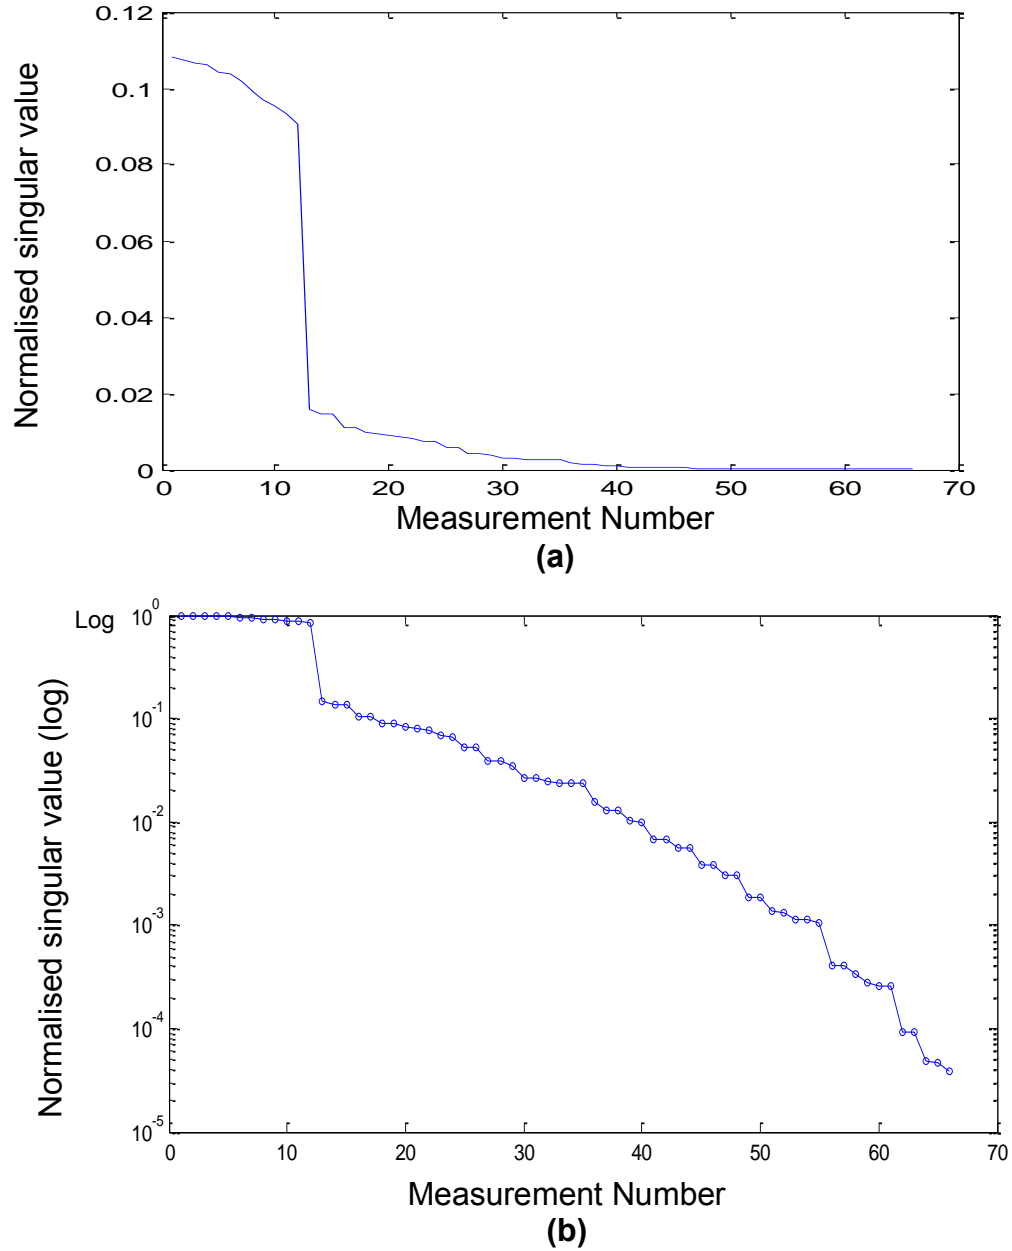 0.12
0.1
0.08
0.06
0.04
0.02
0
Normalised singular value
0 10 20 30 40 50 60 70
Measurement Number
(a)
Log
10^0
10^-1
10^-2
10^-3
10^-4
10^-5
Normalised singular value (log)
0 10 20 30 40 50 60 70
Measurement Number
(b)